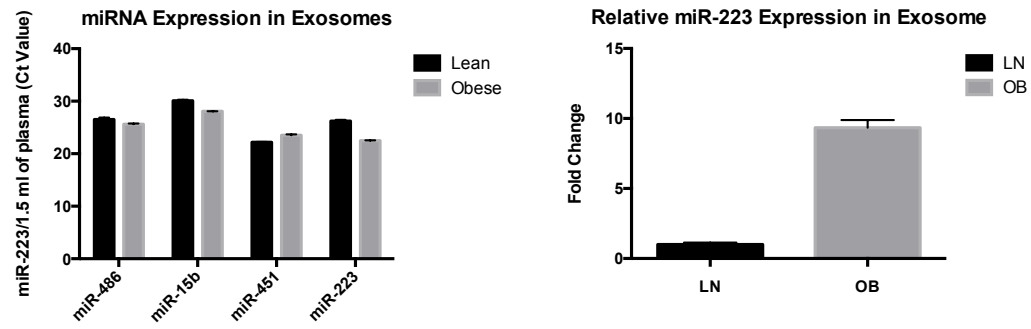 miRNA Expression in Exosomes
miR-223/1.5 ml of plasma (Ct Value)
40
30
20
10
0
miR-486
miR-15b
miR-451
miR-223
Lean
Obese
Relative miR-223 Expression in Exosome
Fold Change
15
10
5
0
LN
OB
LN
OB